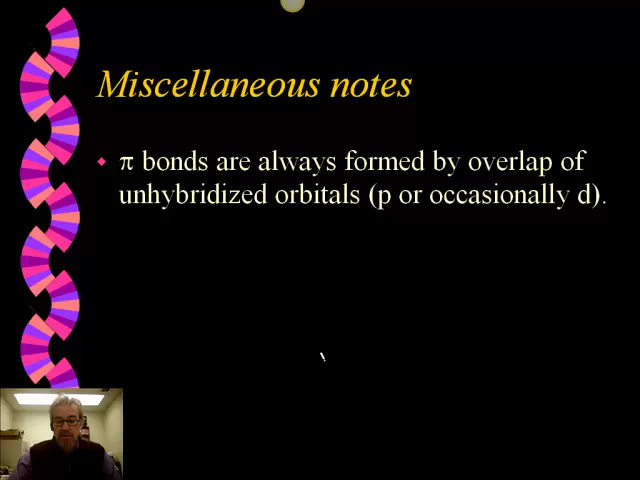 Miscellaneous notes
π bonds are always formed by overlap of
unhybridized orbitals (p or occasionally d).